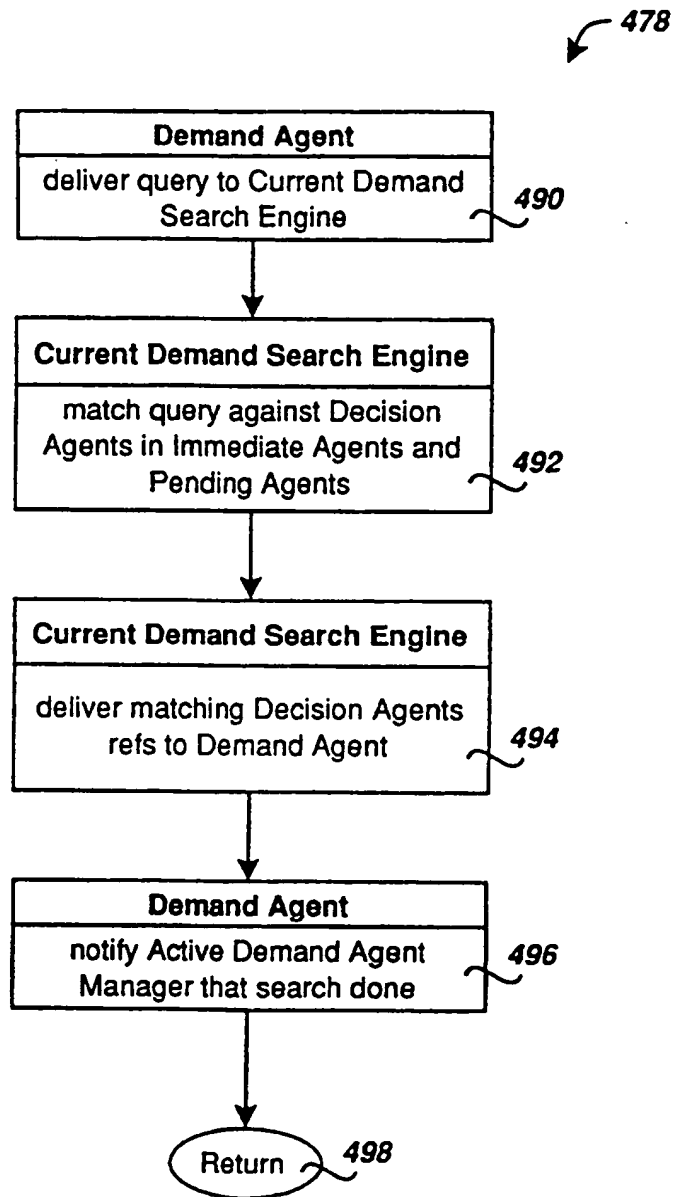 478
Demand Agent
deliver query to Current Demand
Search Engine
490
Current Demand Search Engine
match query against Decision
Agents in Immediate Agents and
Pending Agents
492
Current Demand Search Engine
deliver matching Decision Agents
refs to Demand Agent
494
Demand Agent
notify Active Demand Agent
Manager that search done
496
Return
498